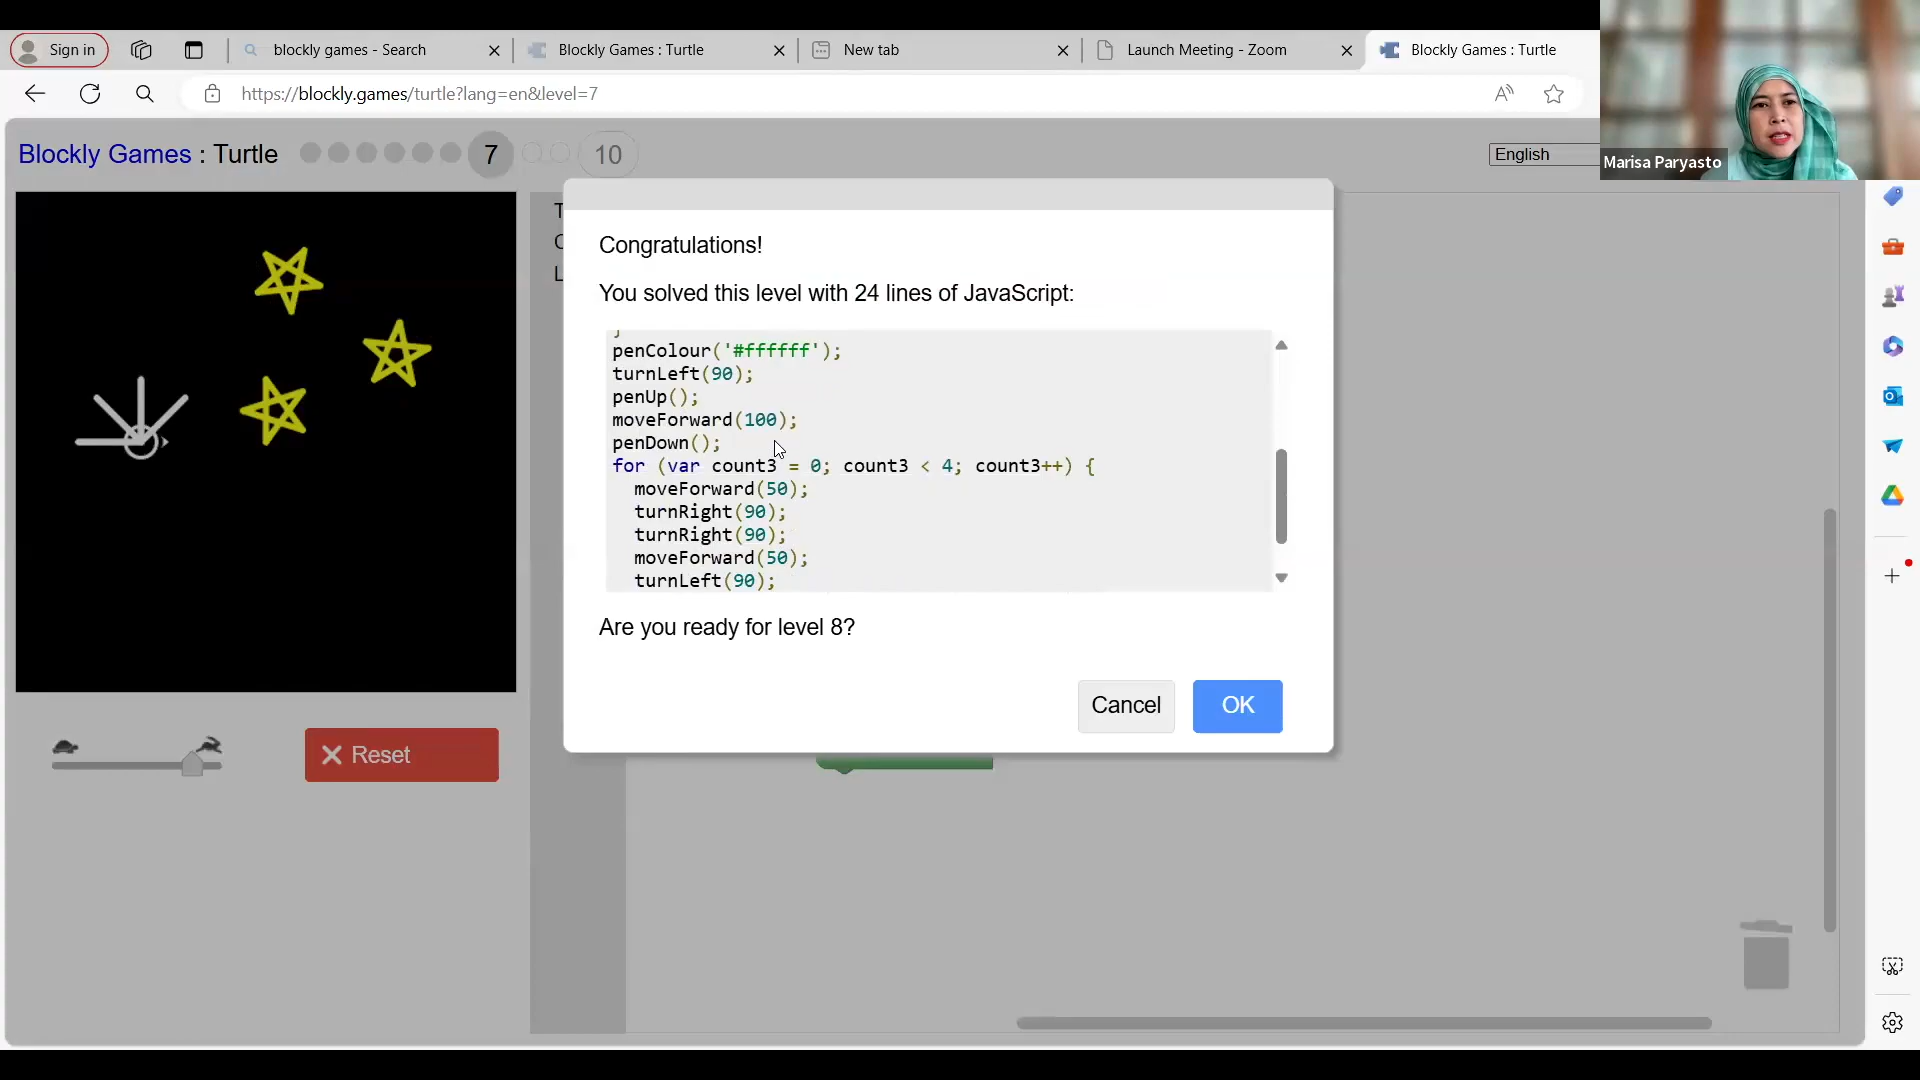 Sign in
blockly games - Search
Blockly Games : Turtle
New tab
Launch Meeting - Zoom
Blockly Games : Turtle
https://blockly.games/turtle?lang=en&level=7
Marisa Paryasto
Blockly Games : Turtle
7
10
English
T
C
L
Congratulations!
You solved this level with 24 lines of JavaScript:
}
penColour('#ffffff');
turnLeft(90);
penUp();
moveForward(100);
penDown();
for (var count3 = 0; count3 < 4; count3++) {
moveForward(50);
turnRight(90);
turnRight(90);
moveForward(50);
turnLeft(90);
Are you ready for level 8?
Cancel
OK
Reset